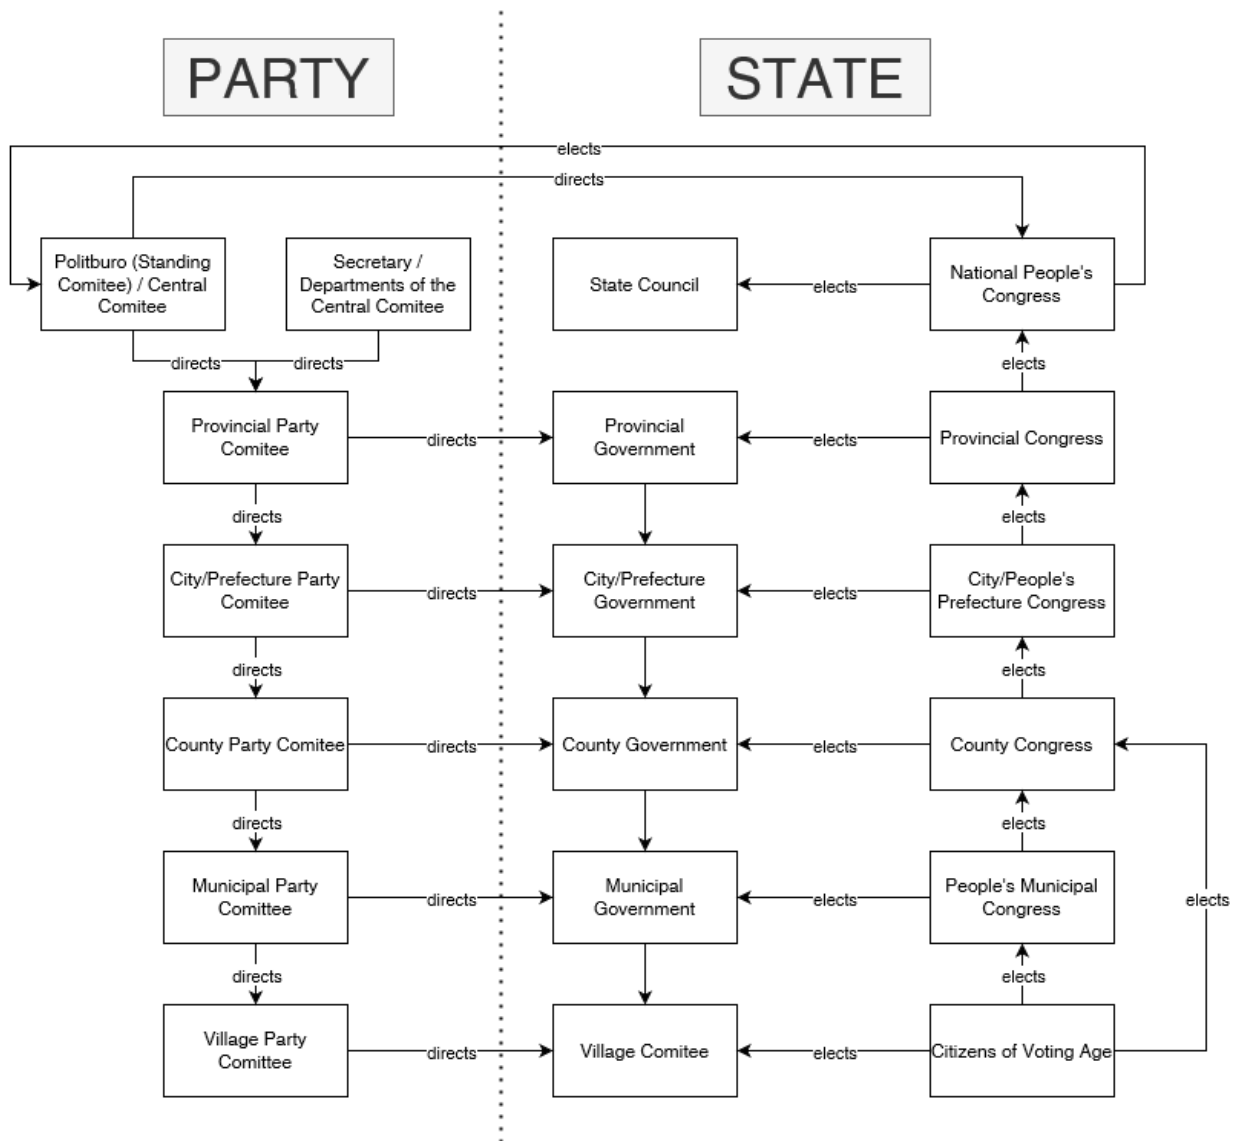 PARTY
STATE
elects
directs
Politburo (Standing
Comitee) / Central
Comitee
Secretary /
Departments of the
Central Comitee
State Council
elects
National People's
Congress
directs
directs
elects
Provincial Party
Comitee
directs
Provincial
Government
elects
Provincial Congress
directs
elects
City/Prefecture Party
Comitee
directs
City/Prefecture
Government
elects
City/People's
Prefecture Congress
directs
elects
County Party Comitee
directs
County Government
elects
County Congress
directs
elects
Municipal Party
Comittee
directs
Municipal
Government
elects
People's Municipal
Congress
elects
directs
elects
Village Party
Comittee
directs
Village Comitee
elects
Citizens of Voting Age